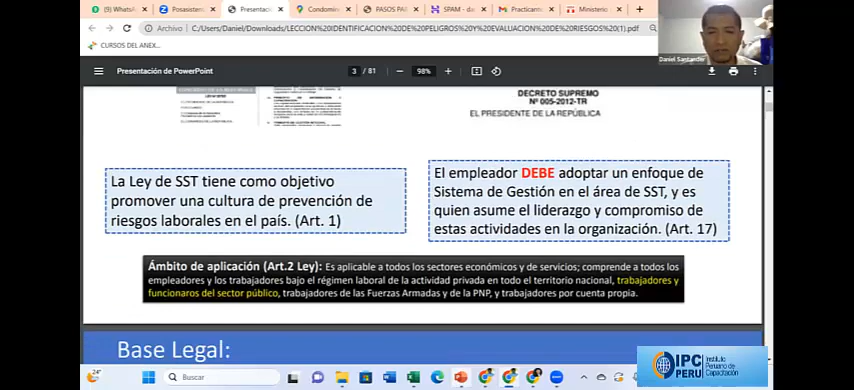 (9) WhatsA
Posasistem
Presentaci
Condomini
PASOS PAR
SPAM - da
Practicante
Ministerio
Archivo
C:/Users/Daniel/Downloads/LECCION%20IDENTIFICACION%20DE%20PELIGROS%20Y%20EVALUACION%20DE%20RIESGOS%20(1).pdf
CURSOS DEL ANEX...
Presentación de PowerPoint
3 / 81
98%
Daniel Santander
DECRETO SUPREMO
Nº 005-2012-TR
EL PRESIDENTE DE LA REPÚBLICA
La Ley de SST tiene como objetivo
promover una cultura de prevención de
riesgos laborales en el país. (Art. 1)
El empleador DEBE adoptar un enfoque de
Sistema de Gestión en el área de SST, y es
quien asume el liderazgo y compromiso de
estas actividades en la organización. (Art. 17)
Ámbito de aplicación (Art.2 Ley): Es aplicable a todos los sectores económicos y de servicios; comprende a todos los
empleadores y los trabajadores bajo el régimen laboral de la actividad privada en todo el territorio nacional, trabajadores y
funcionaros del sector público, trabajadores de las Fuerzas Armadas y de la PNP, y trabajadores por cuenta propia.
Base Legal:
IPC
PERU
Instituto
Peruano de
Capacitación
24°
Buscar